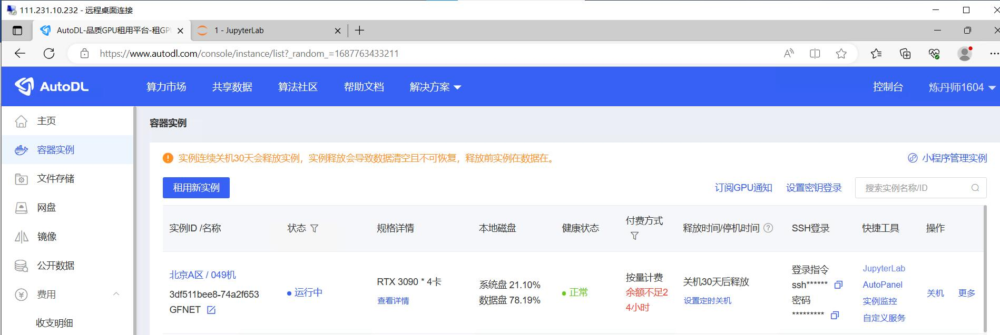 111.231.10.232 - 远程桌面连接
AutoDL-品质GPU租用平台-租GP
1 - JupyterLab
https://www.autodl.com/console/instance/list?_random_=1687763433211
AutoDL
算力市场
共享数据
算法社区
帮助文档
解决方案
控制台
炼丹师1604
主页
容器实例
文件存储
网盘
镜像
公开数据
费用
收支明细
容器实例
实例连续关机30天会释放实例，实例释放会导致数据清空且不可恢复，释放前实例在数据在。
小程序管理实例
租用新实例
订阅GPU通知
设置密钥登录
搜索实例名称/ID
实例ID /名称
状态
规格详情
本地磁盘
健康状态
付费方式
释放时间/停机时间
SSH登录
快捷工具
操作
北京A区 / 049机
3df511bee8-74a2f653
GFNET
运行中
RTX 3090 * 4卡
查看详情
系统盘 21.10%
数据盘 78.19%
正常
按量计费
余额不足2
4小时
关机30天后释放
设置定时关机
登录指令
ssh******
密码
*********
JupyterLab
AutoPanel
实例监控
自定义服务
关机
更多